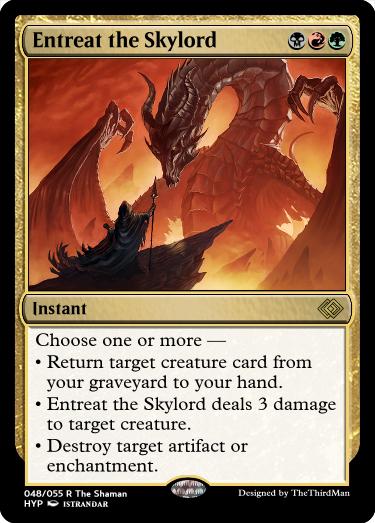 Entreat the Skylord
Instant
Choose one or more —
• Return target creature card from
your graveyard to your hand.
• Entreat the Skylord deals 3 damage
to target creature.
• Destroy target artifact or
enchantment.
048/055 R The Shaman
Designed by TheThirdMan
HYP ISTRANDAR